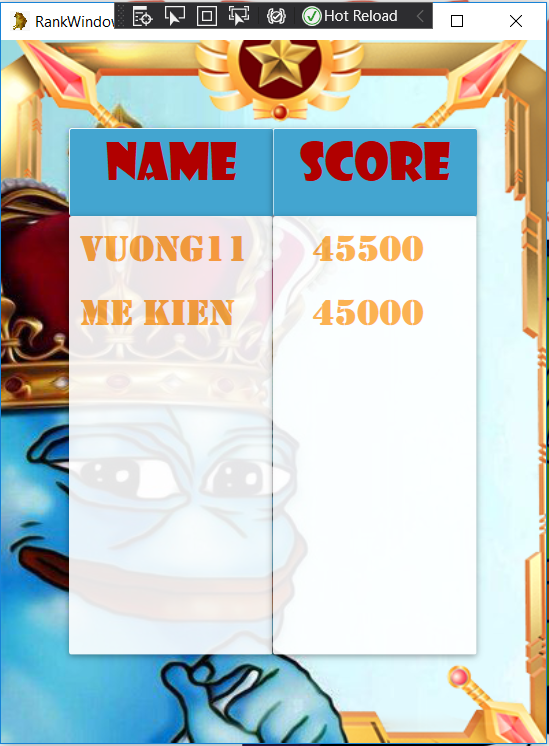 RankWindow
Hot Reload
NAME SCORE
VUONG11 45500
ME KIEN 45000